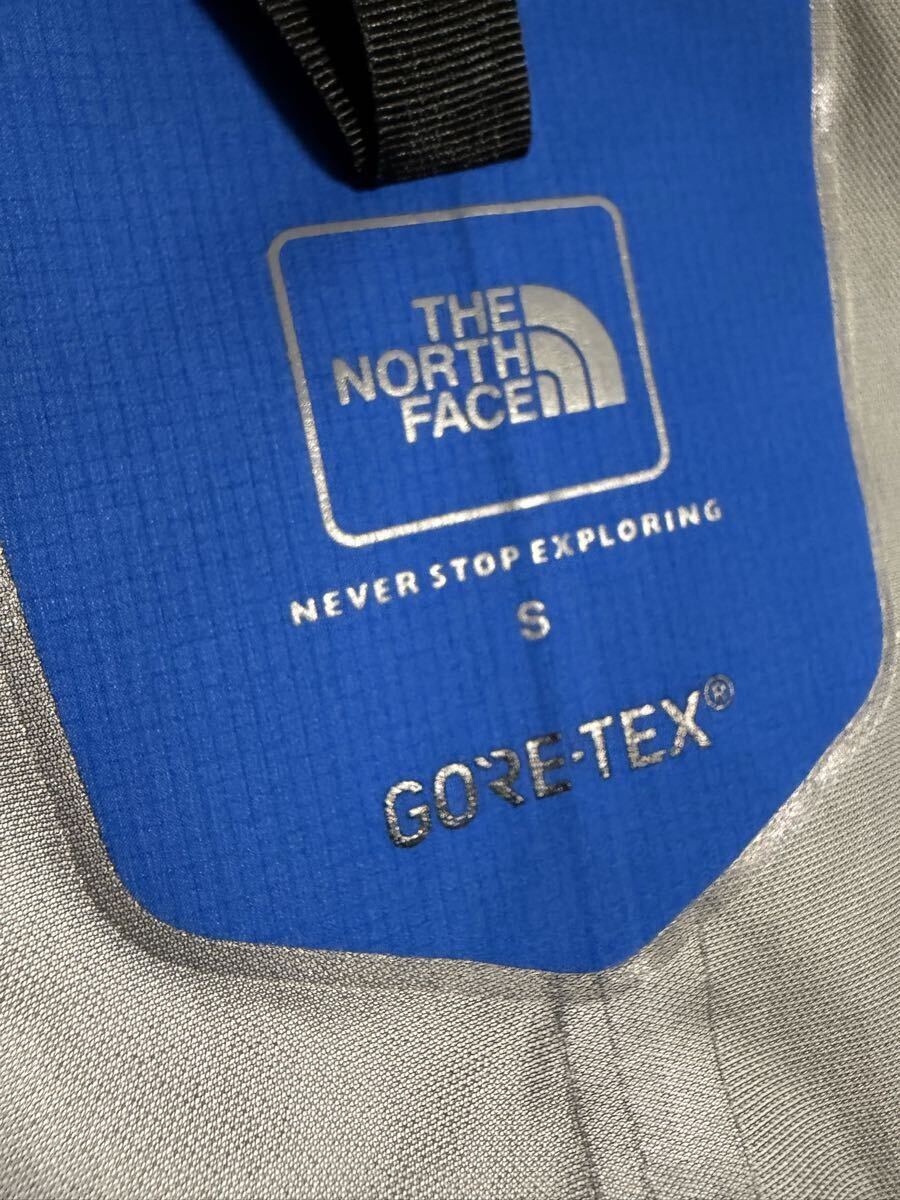 THE
NORTH
FACE
NEVER STOP EXPLORING
S
GORE-TEX®